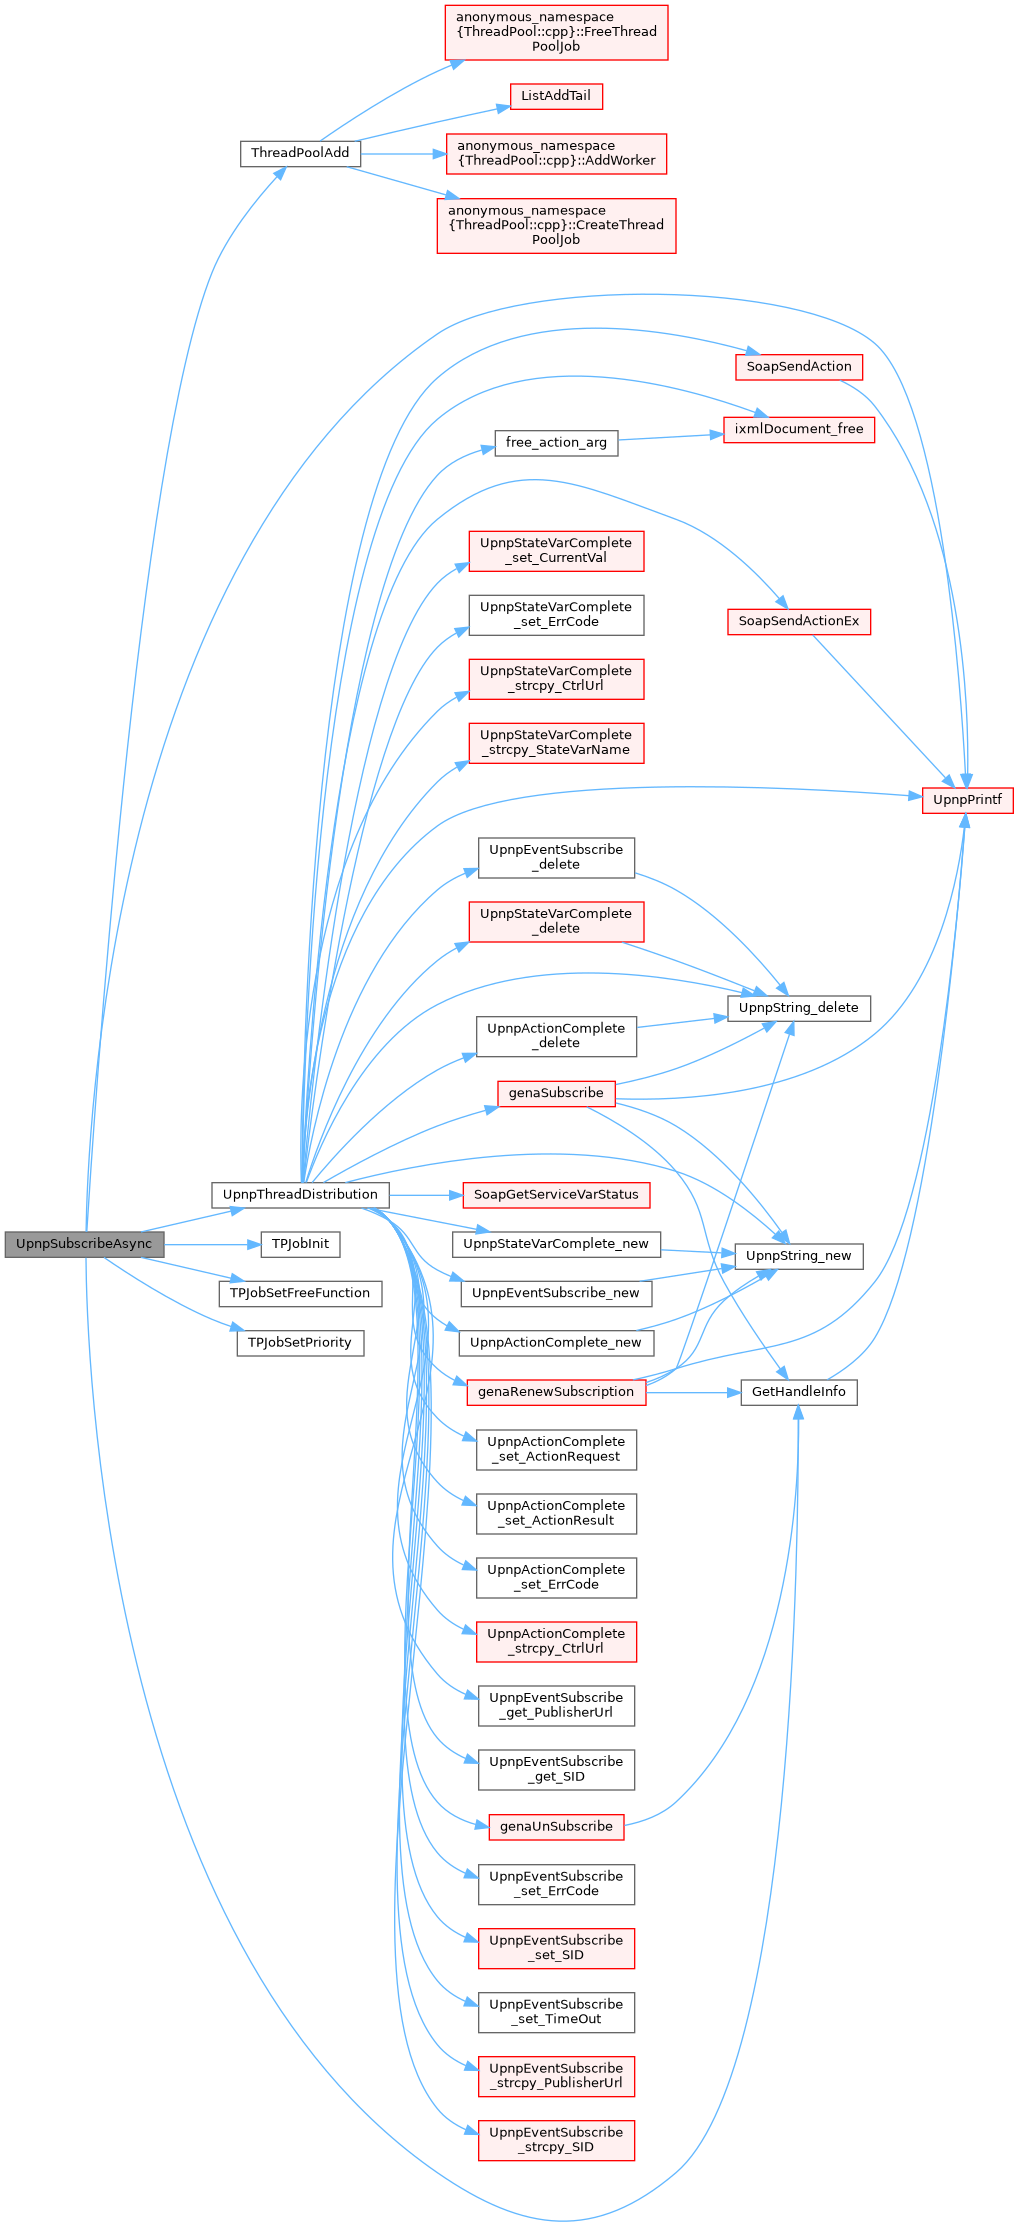 anonymous_namespace
{ThreadPool::cpp}::FreeThread
PoolJob
ListAddTail
ThreadPoolAdd
anonymous_namespace
{ThreadPool::cpp}::AddWorker
anonymous_namespace
{ThreadPool::cpp}::CreateThread
PoolJob
SoapSendAction
ixmlDocument_free
free_action_arg
UpnpStateVarComplete
_set_CurrentVal
UpnpStateVarComplete
_set_ErrCode
SoapSendActionEx
UpnpStateVarComplete
_strcpy_CtrlUrl
UpnpStateVarComplete
_strcpy_StateVarName
UpnpPrintf
UpnpEventSubscribe
_delete
UpnpStateVarComplete
_delete
UpnpString_delete
UpnpActionComplete
_delete
genaSubscribe
UpnpThreadDistribution
SoapGetServiceVarStatus
UpnpSubscribeAsync
TPJobInit
UpnpStateVarComplete_new
UpnpString_new
TPJobSetFreeFunction
UpnpEventSubscribe_new
TPJobSetPriority
UpnpActionComplete_new
genaRenewSubscription
GetHandleInfo
UpnpActionComplete
_set_ActionRequest
UpnpActionComplete
_set_ActionResult
UpnpActionComplete
_set_ErrCode
UpnpActionComplete
_strcpy_CtrlUrl
UpnpEventSubscribe
_get_PublisherUrl
UpnpEventSubscribe
_get_SID
genaUnSubscribe
UpnpEventSubscribe
_set_ErrCode
UpnpEventSubscribe
_set_SID
UpnpEventSubscribe
_set_TimeOut
UpnpEventSubscribe
_strcpy_PublisherUrl
UpnpEventSubscribe
_strcpy_SID